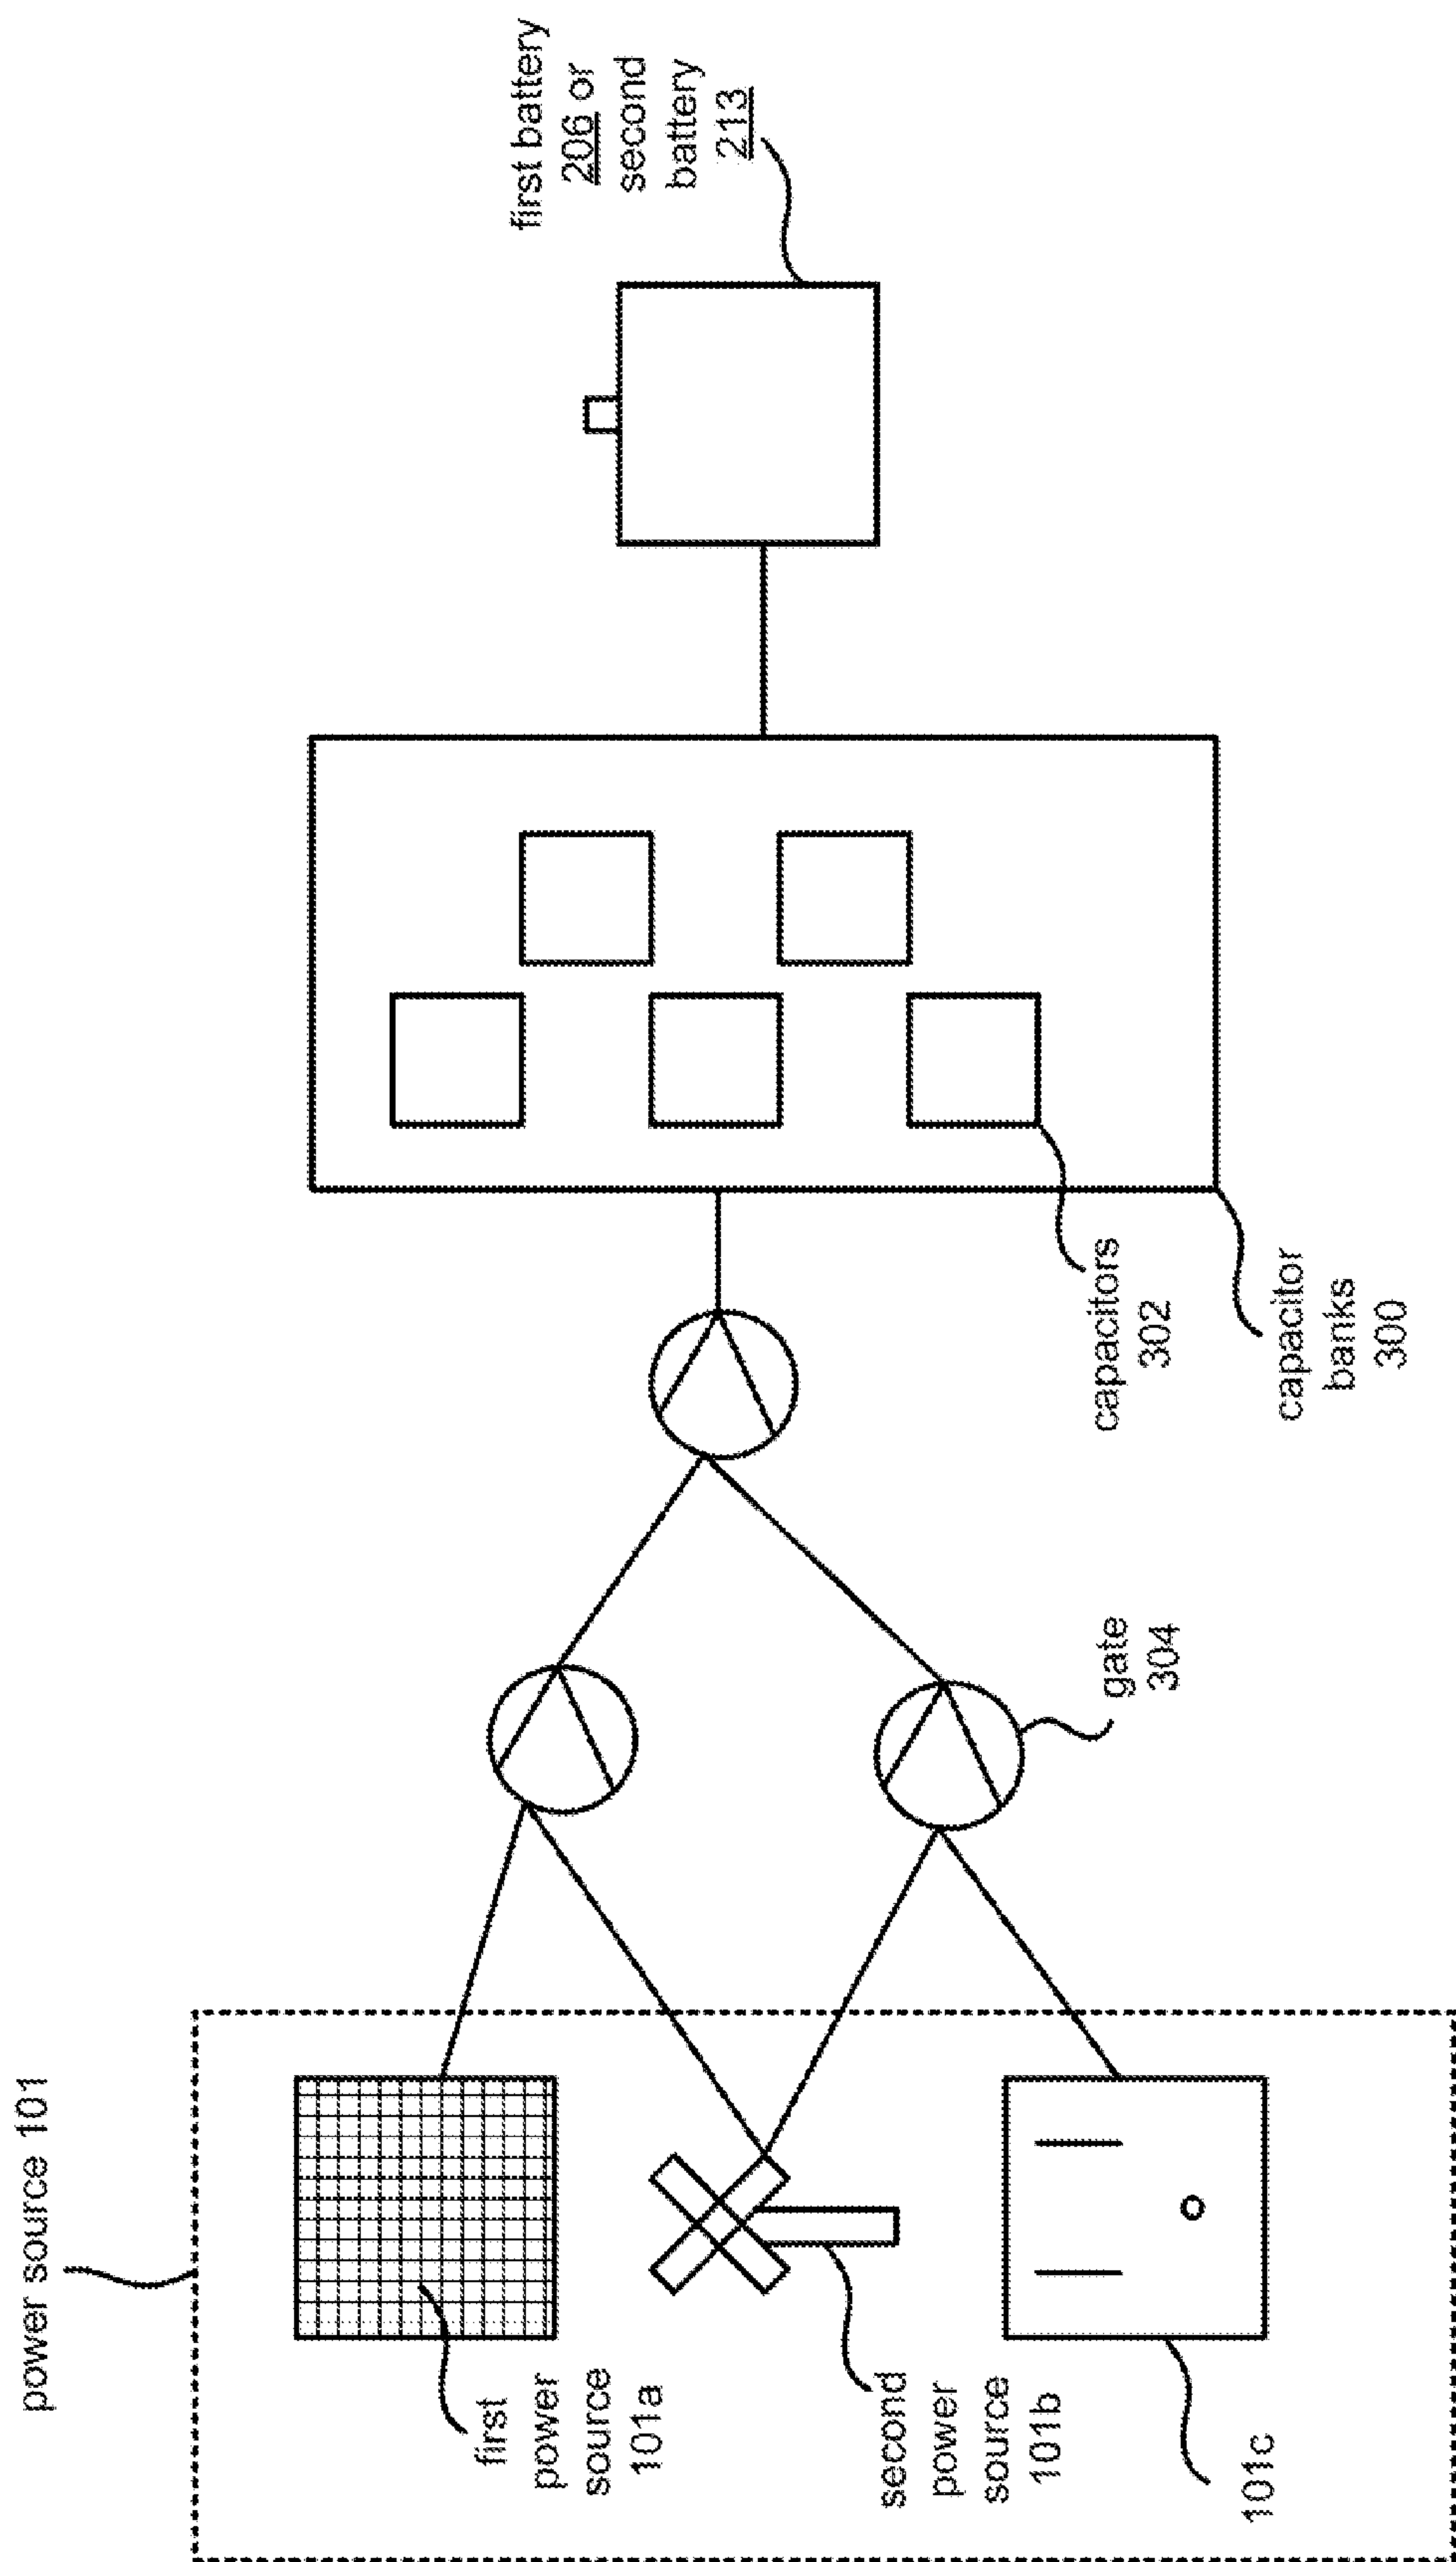 power source 101
first
power
source
101a
second
power
source
101b
101c
gate
304
capacitors
302
capacitor
banks
300
first battery
206 or
second
battery
213